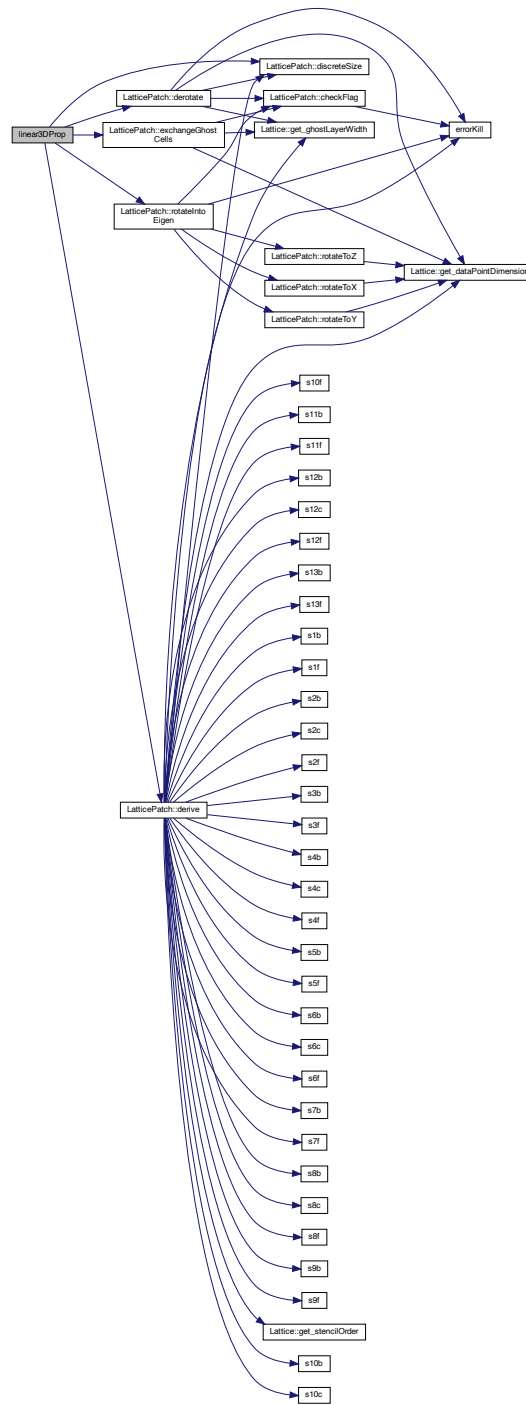 LatticePatch::discreteSize
LatticePatch::derotate
LatticePatch::checkFlag
linear3DProp
LatticePatch::exchangeGhost
Cells
Lattice::get_ghostLayerWidth
errorKill
LatticePatch::rotateInto
Eigen
LatticePatch::rotateToZ
Lattice::get_dataPointDimension
LatticePatch::rotateToX
LatticePatch::rotateToY
s10f
s11b
s11f
s12b
s12c
s12f
s13b
s13f
s1b
s1f
s2b
s2c
s2f
s3b
LatticePatch::derive
s3f
s4b
s4c
s4f
s5b
s5f
s6b
s6c
s6f
s7b
s7f
s8b
s8c
s8f
s9b
s9f
Lattice::get_stencilOrder
s10b
s10c